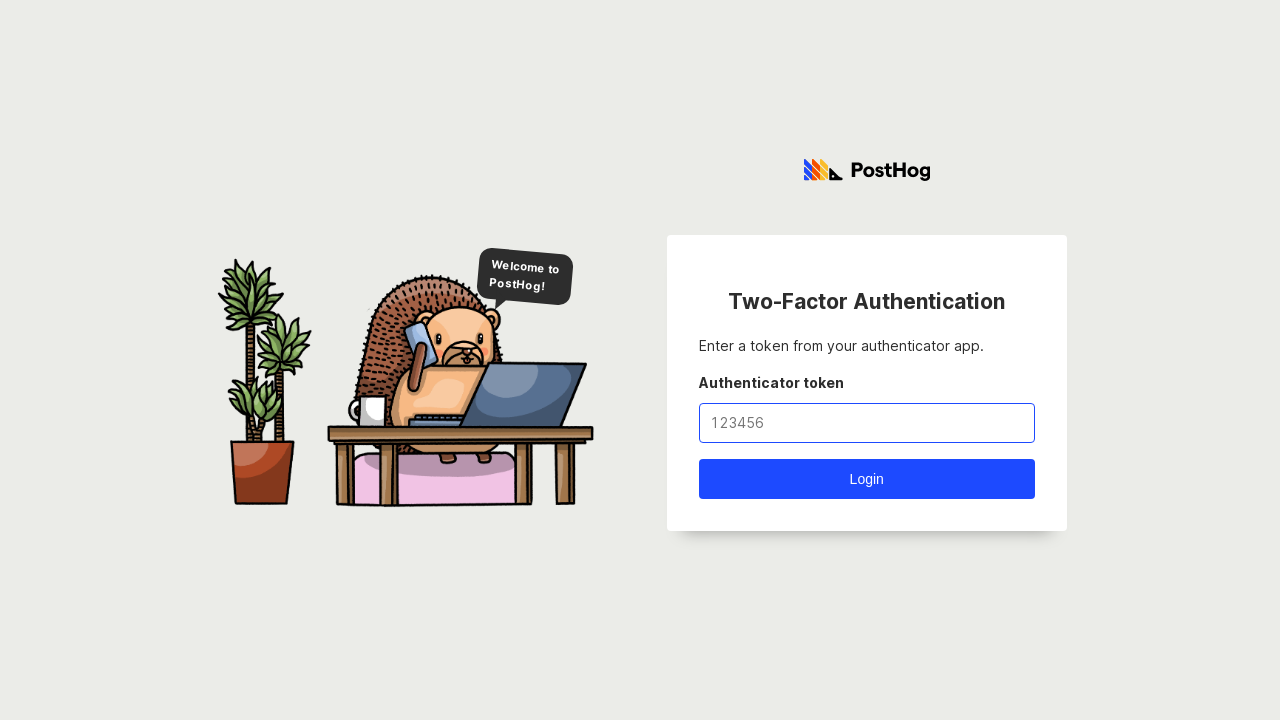 PostHog
Welcome to
PostHog!
Two-Factor Authentication
Enter a token from your authenticator app.
Authenticator token
123456
Login